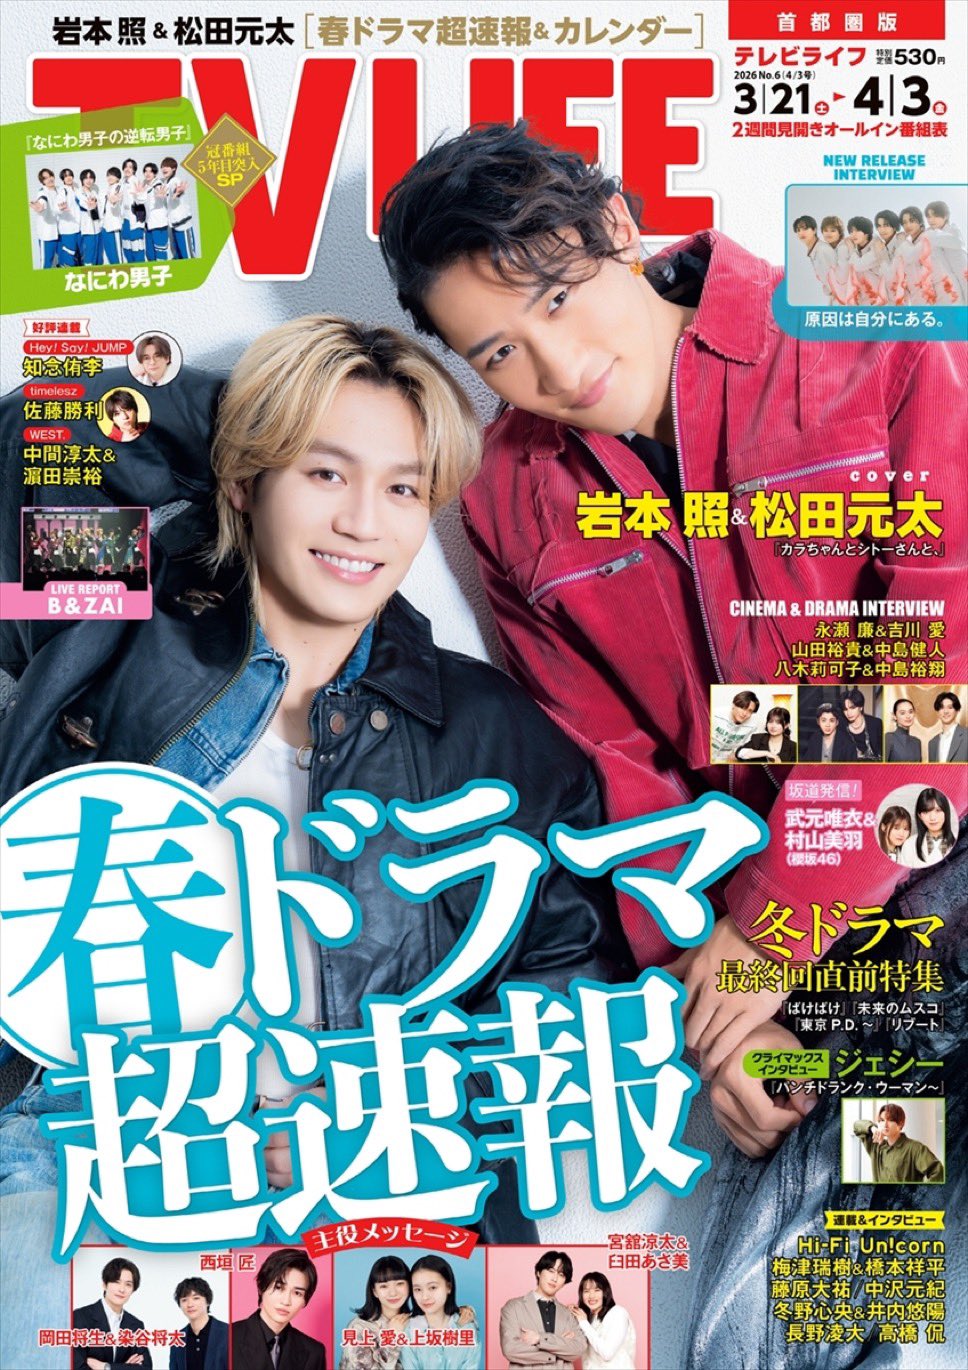 岩本 照&松田元太[春ドラマ超速報&カレンダー]
首都圏版
TV LIFE
テレビライフ 特別定価530円
2026 No.6(4/3号)
3|21土▶4|3金
2週間見開きオールイン番組表
『なにわ男子の逆転男子』
冠番組
5年目突入
SP
なにわ男子
NEW RELEASE
INTERVIEW
原因は自分にある。
好評連載
Hey! Say! JUMP
知念侑李
timelesz
佐藤勝利
WEST.
中間淳太&
濵田崇裕
LIVE REPORT
B&ZAI
cover
岩本 照&松田元太
『カラちゃんとシトーさんと、』
CINEMA & DRAMA INTERVIEW
永瀬 廉&吉川 愛
山田裕貴&中島健人
八木莉可子&中島裕翔
坂道発信!
武元唯衣&
村山美羽
(櫻坂46)
春ドラマ
超速報
冬ドラマ
最終回直前特集
『ばけばけ』『未来のムスコ』
『東京 P.D.〜』『リブート』
クライマックス
インタビュー
ジェシー
『パンチドランク・ウーマン〜』
主役メッセージ
岡田将生&染谷将太
西垣 匠
見上 愛&上坂樹里
宮舘涼太&
臼田あさ美
連載&インタビュー
Hi-Fi Un!corn
梅津瑞樹&橋本祥平
藤原大祐/中沢元紀
冬野心央&井内悠陽
長野凌大/高橋 侃